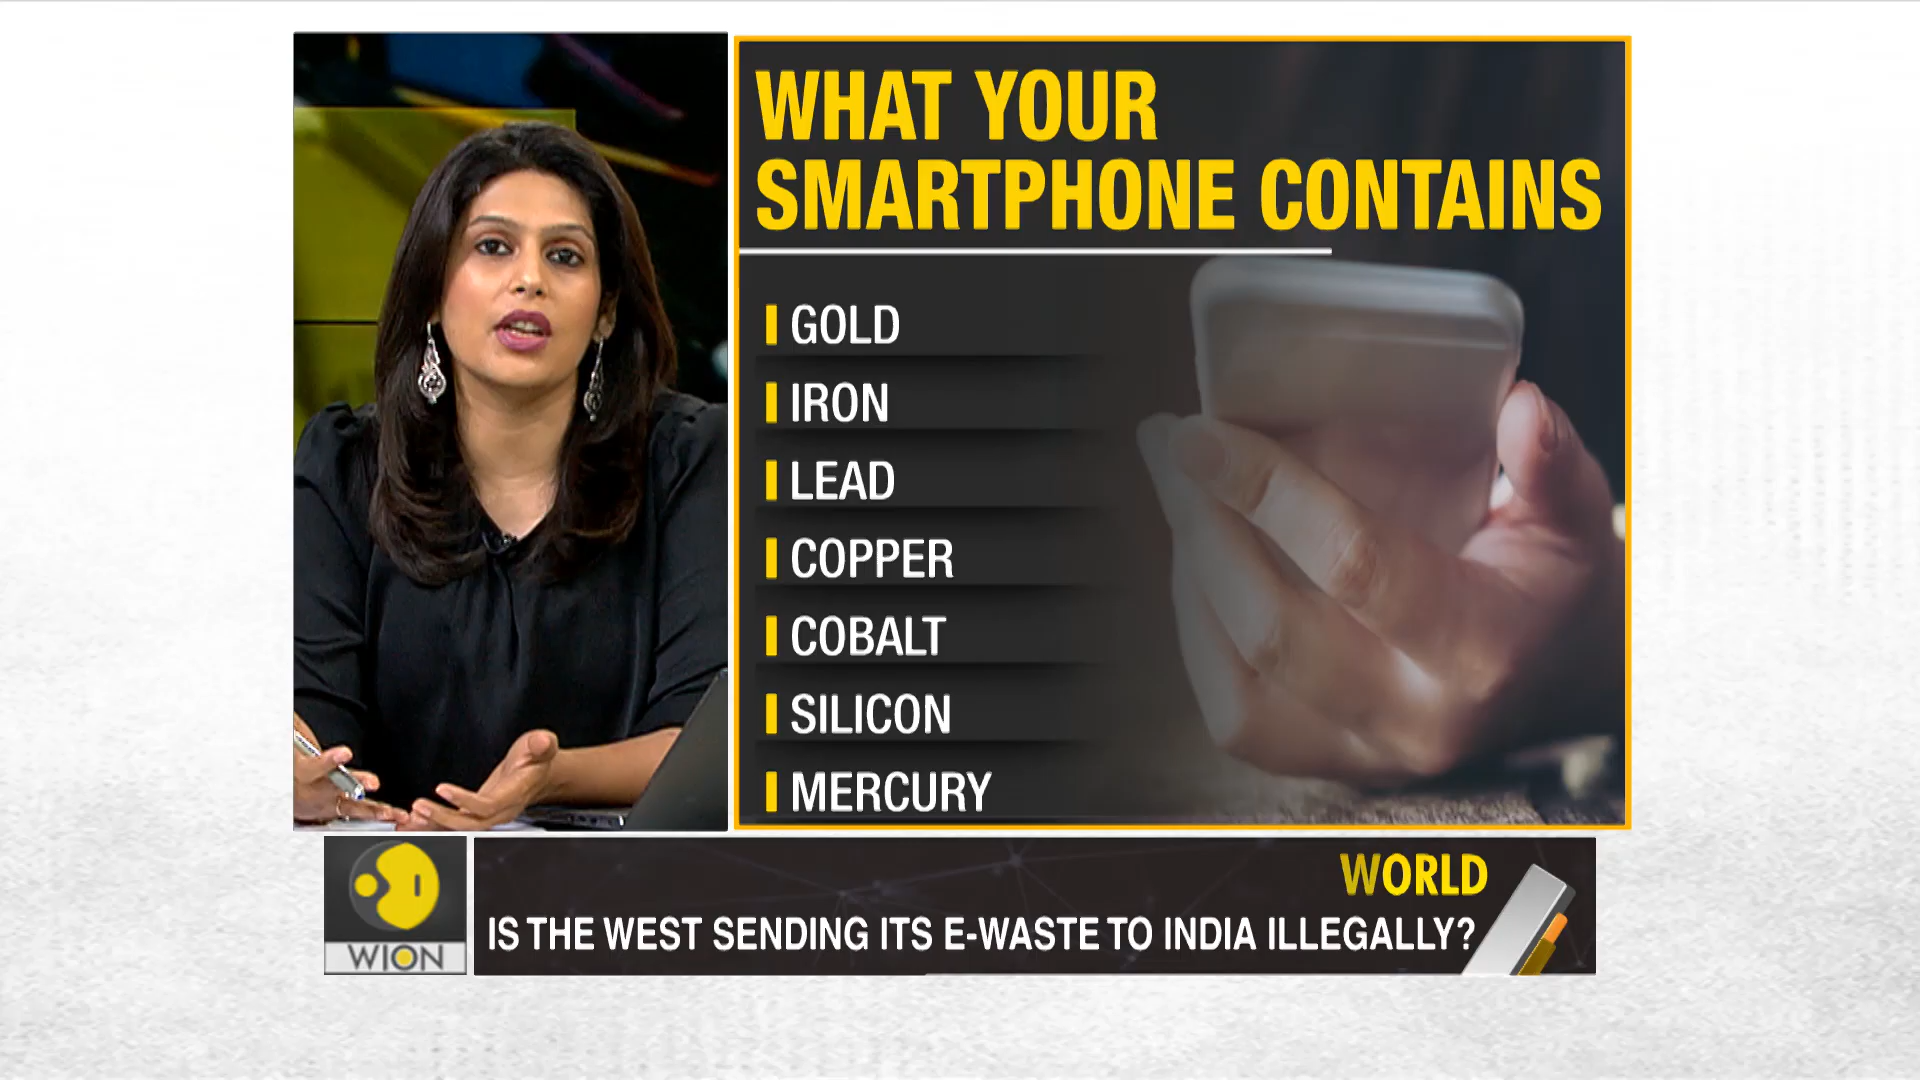 WHAT YOUR
SMARTPHONE CONTAINS
GOLD
IRON
LEAD
COPPER
COBALT
SILICON
MERCURY
WORLD
IS THE WEST SENDING ITS E-WASTE TO INDIA ILLEGALLY?
WION